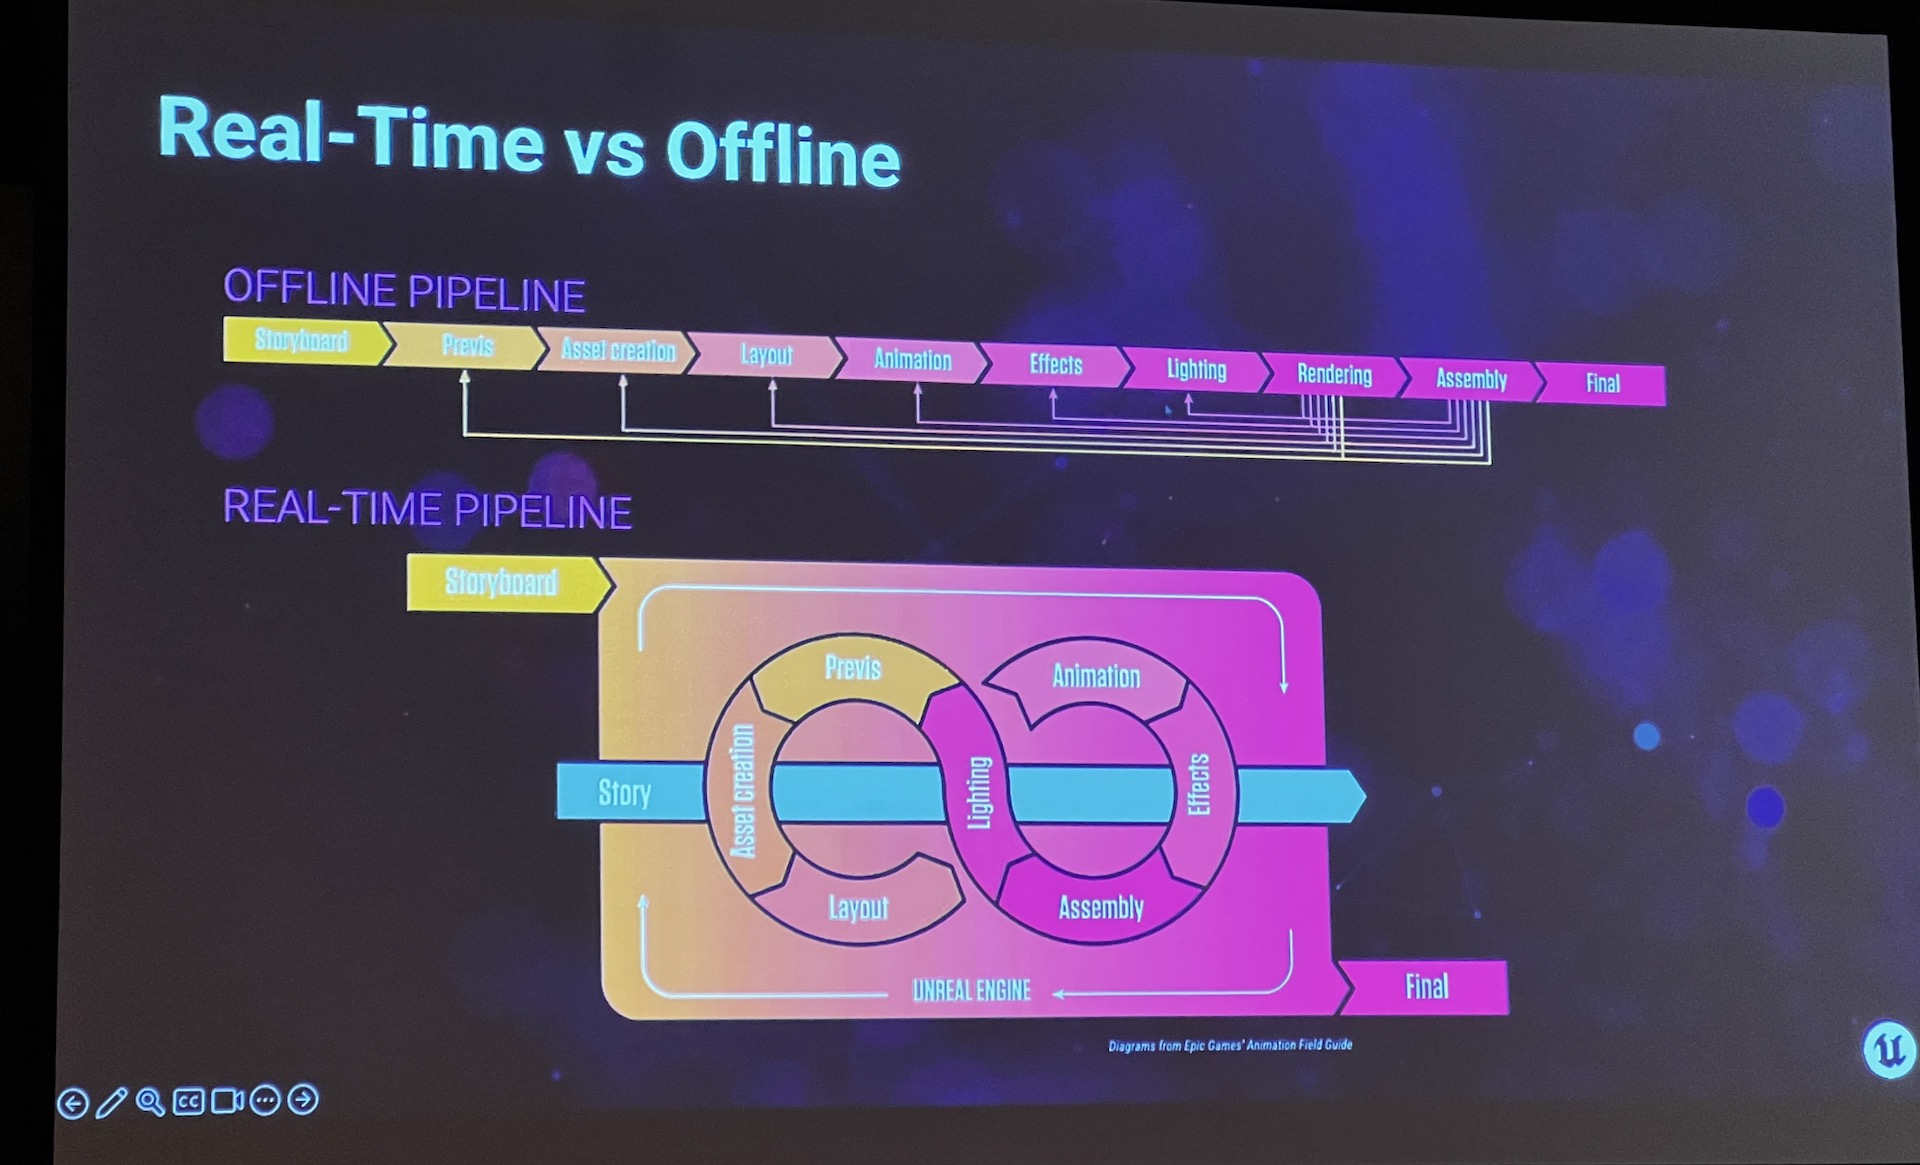 Real-Time vs Offline
OFFLINE PIPELINE
Storyboard
Previs
Asset creation
Layout
Animation
Effects
Lighting
Rendering
Assembly
Final
REAL-TIME PIPELINE
Storyboard
Previs
Animation
Asset creation
Story
Lighting
Effects
Layout
Assembly
UNREAL ENGINE
Final
Diagrams from Epic Games' Animation Field Guide
CC